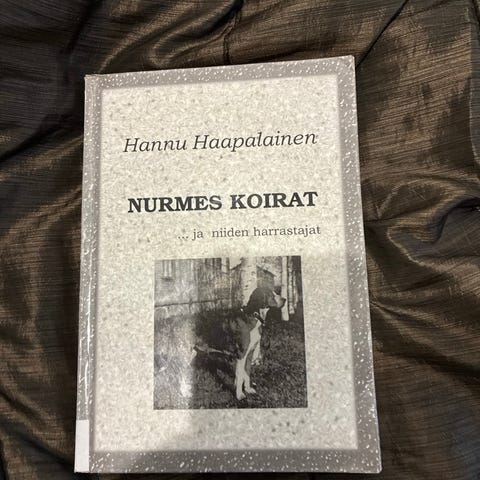 Hannu Haapalainen
NURMES KOIRAT
... ja niiden harrastajat